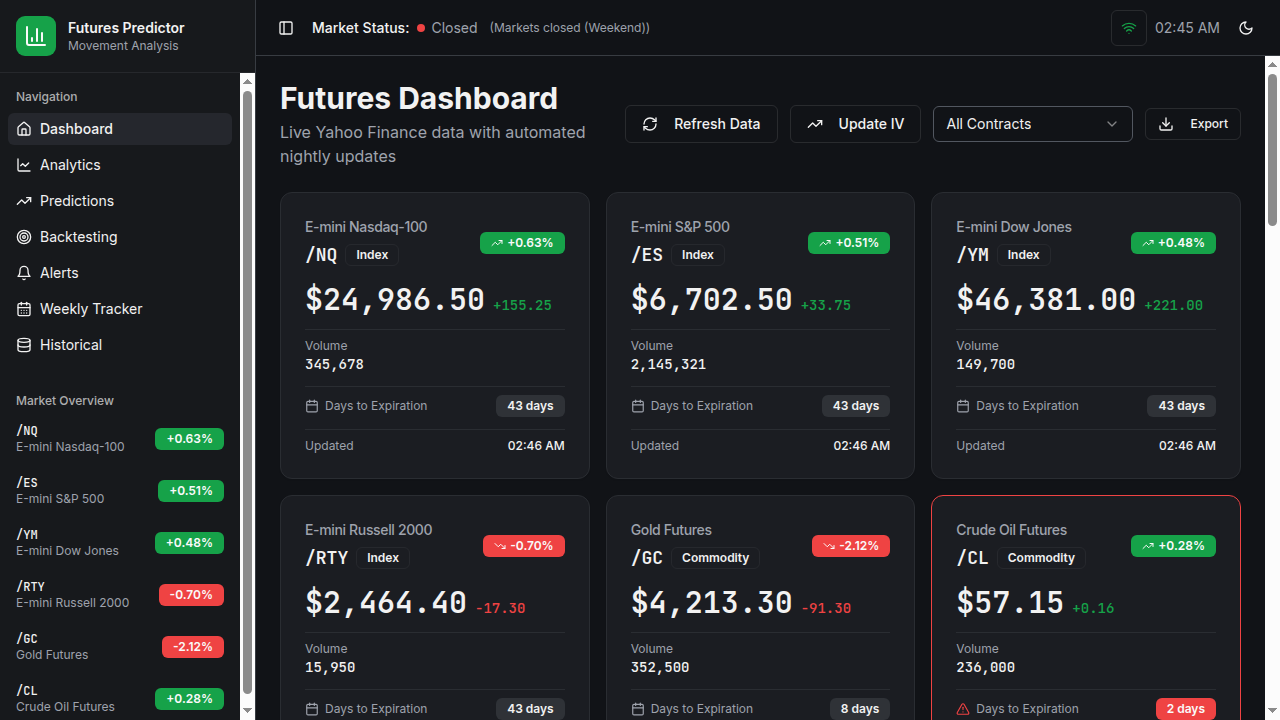 Futures Predictor
Movement Analysis
Navigation
Dashboard
Analytics
Predictions
Backtesting
Alerts
Weekly Tracker
Historical
Market Overview
/NQ
E-mini Nasdaq-100
+0.63%
/ES
E-mini S&P 500
+0.51%
/YM
E-mini Dow Jones
+0.48%
/RTY
E-mini Russell 2000
-0.70%
/GC
Gold Futures
-2.12%
/CL
Crude Oil Futures
+0.28%
Market Status: Closed (Markets closed (Weekend))
02:45 AM
Futures Dashboard
Live Yahoo Finance data with automated
nightly updates
Refresh Data
Update IV
All Contracts
Export
E-mini Nasdaq-100
/NQ Index
+0.63%
$24,986.50 +155.25
Volume
345,678
Days to Expiration 43 days
Updated 02:46 AM
E-mini S&P 500
/ES Index
+0.51%
$6,702.50 +33.75
Volume
2,145,321
Days to Expiration 43 days
Updated 02:46 AM
E-mini Dow Jones
/YM Index
+0.48%
$46,381.00 +221.00
Volume
149,700
Days to Expiration 43 days
Updated 02:46 AM
E-mini Russell 2000
/RTY Index
-0.70%
$2,464.40 -17.30
Volume
15,950
Days to Expiration 43 days
Gold Futures
/GC Commodity
-2.12%
$4,213.30 -91.30
Volume
352,500
Days to Expiration 8 days
Crude Oil Futures
/CL Commodity
+0.28%
$57.15 +0.16
Volume
236,000
Days to Expiration 2 days